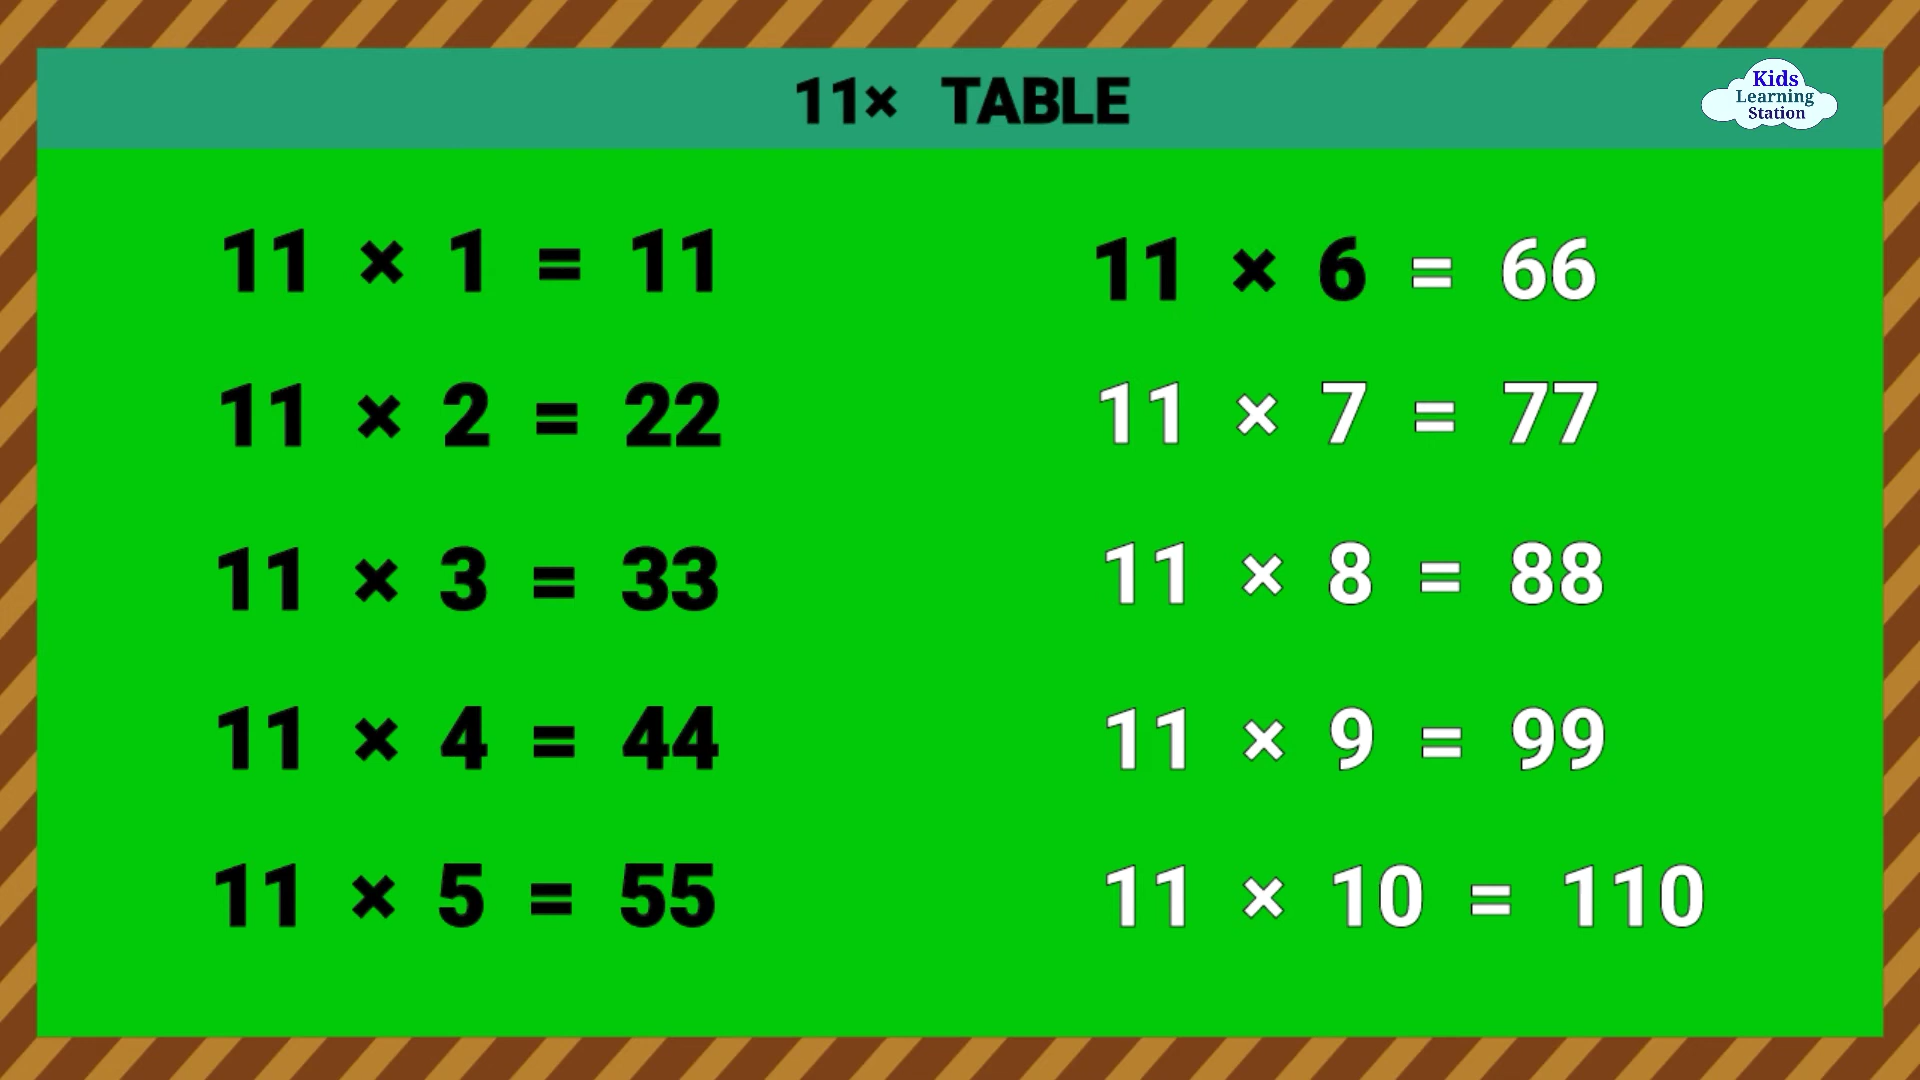 11× TABLE
Kids
Learning
Station
11 × 1 = 11
11 × 2 = 22
11 × 3 = 33
11 × 4 = 44
11 × 5 = 55
11 × 6 = 66
11 × 7 = 77
11 × 8 = 88
11 × 9 = 99
11 × 10 = 110